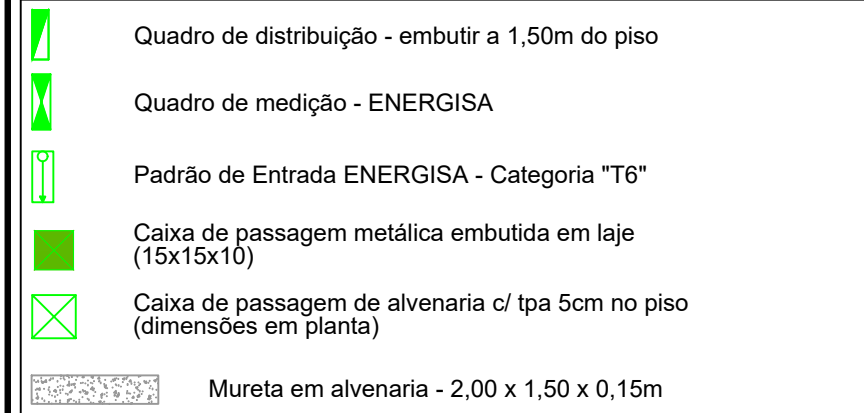 Quadro de distribuição - embutir a 1,50m do piso
Quadro de medição - ENERGISA
Padrão de Entrada ENERGISA - Categoria "T6"
Caixa de passagem metálica embutida em laje
(15x15x10)
Caixa de passagem de alvenaria c/ tpa 5cm no piso
(dimensões em planta)
Mureta em alvenaria - 2,00 x 1,50 x 0,15m